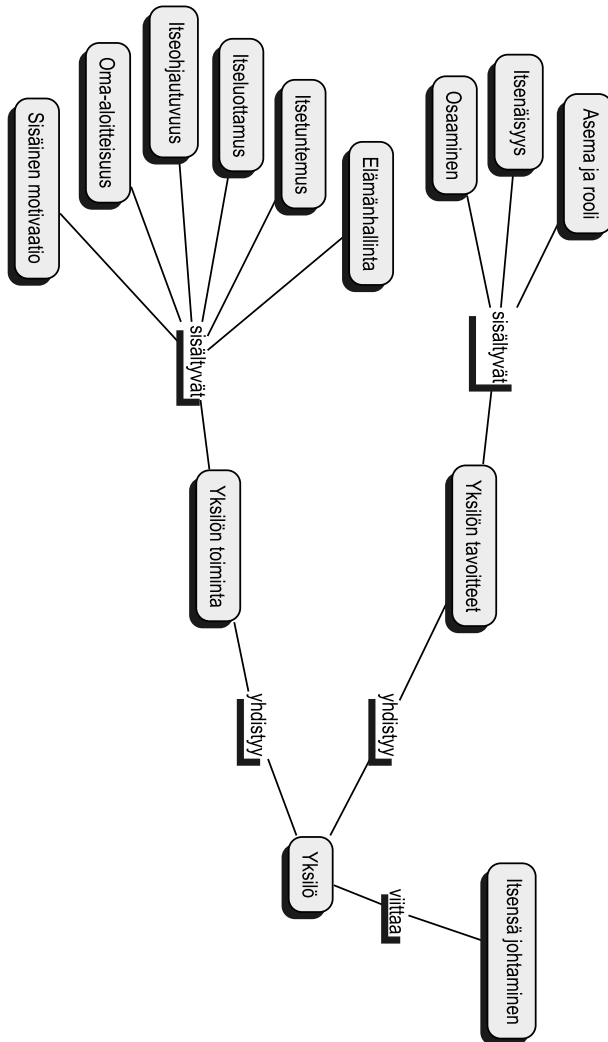 Asema ja rooli
Itsenäisyys
Osaaminen
sisältyvät
Yksilön tavoitteet
yhdistyy
Itsensä johtaminen
viittaa
Yksilö
Elämänhallinta
Itsetuntemus
Itseluottamus
Itseohjautuvuus
Oma-aloitteisuus
Sisäinen motivaatio
sisältyvät
Yksilön toiminta
yhdistyy